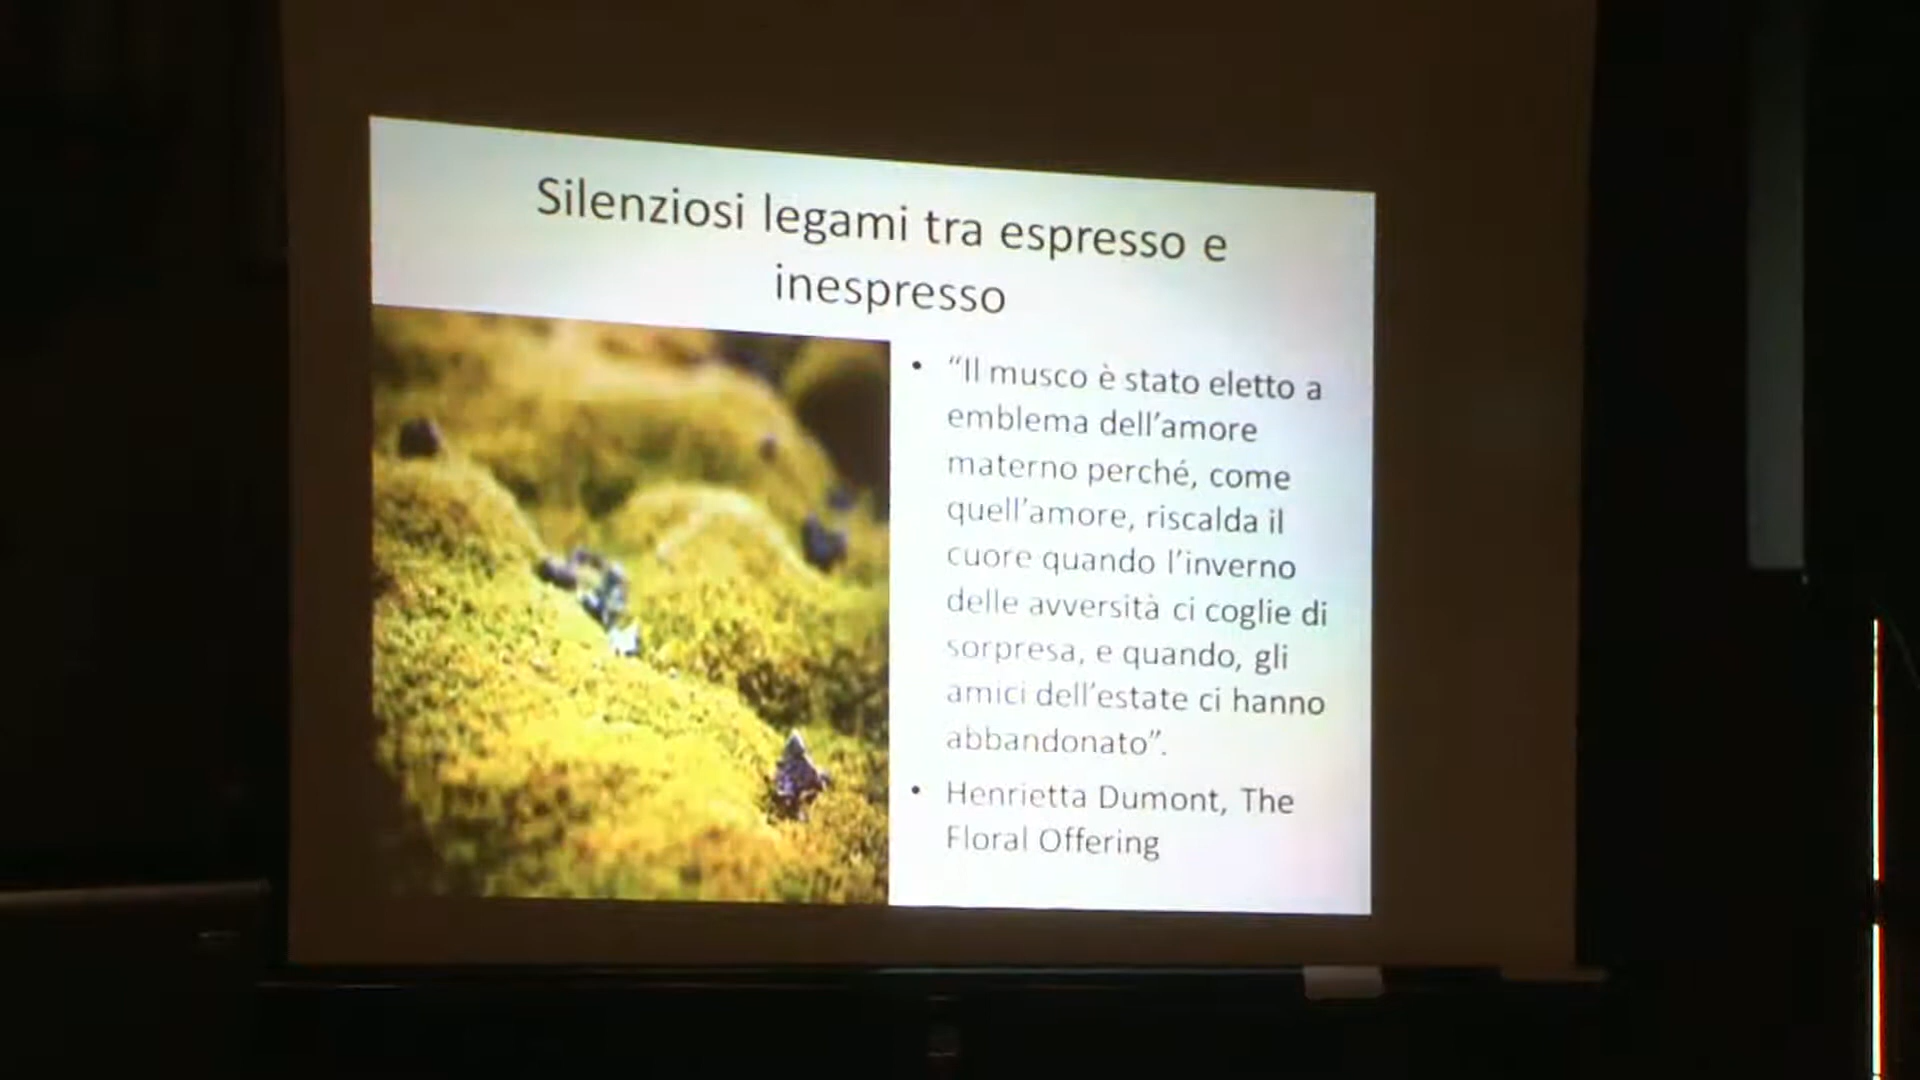 Silenziosi legami tra espresso e
inespresso
• “Il musco è stato eletto a
emblema dell’amore
materno perché, come
quell’amore, riscalda il
cuore quando l’inverno
delle avversità ci coglie di
sorpresa, e quando, gli
amici dell’estate ci hanno
abbandonato”.
• Henrietta Dumont, The
Floral Offering